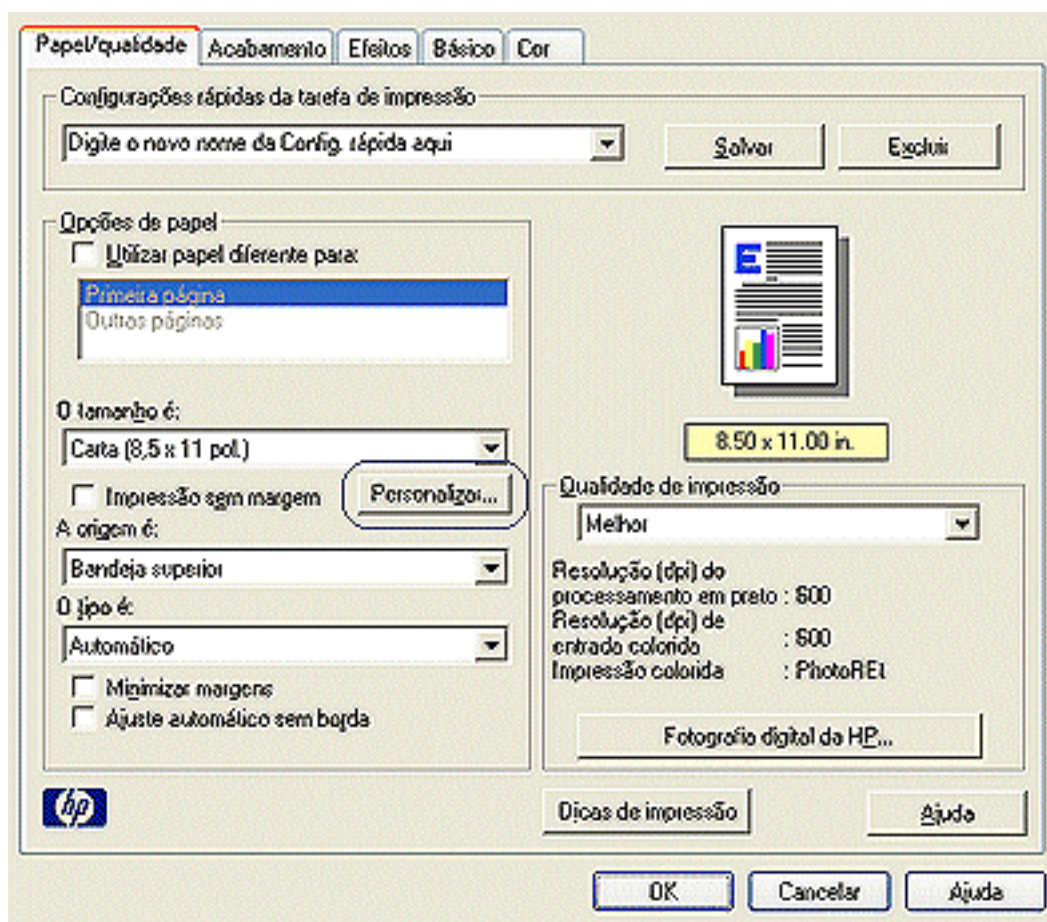 Papel/qualidade Acabamento Efeitos Básico Cor
Configurações rápidas da tarefa de impressão
Digite o novo nome da Config. rápida aqui Salvar Excluir
Opções de papel
Utilizar papel diferente para:
Primeira página
Outras páginas
E
O tamanho é:
Carta (8,5 x 11 pol.)
8.50 x 11.00 in.
Impressão sem margem Personalizar...
Qualidade de impressão
Melhor
A origem é:
Bandeja superior
Resolução (dpi) do
processamento em preto : 600
Resolução (dpi) de
entrada colorida : 600
Impressão colorida : PhotoREt
O tipo é:
Automático
Minimizar margens
Ajuste automático sem borda
Fotografia digital da HP...
hp
Dicas de impressão Ajuda
OK Cancelar Ajuda